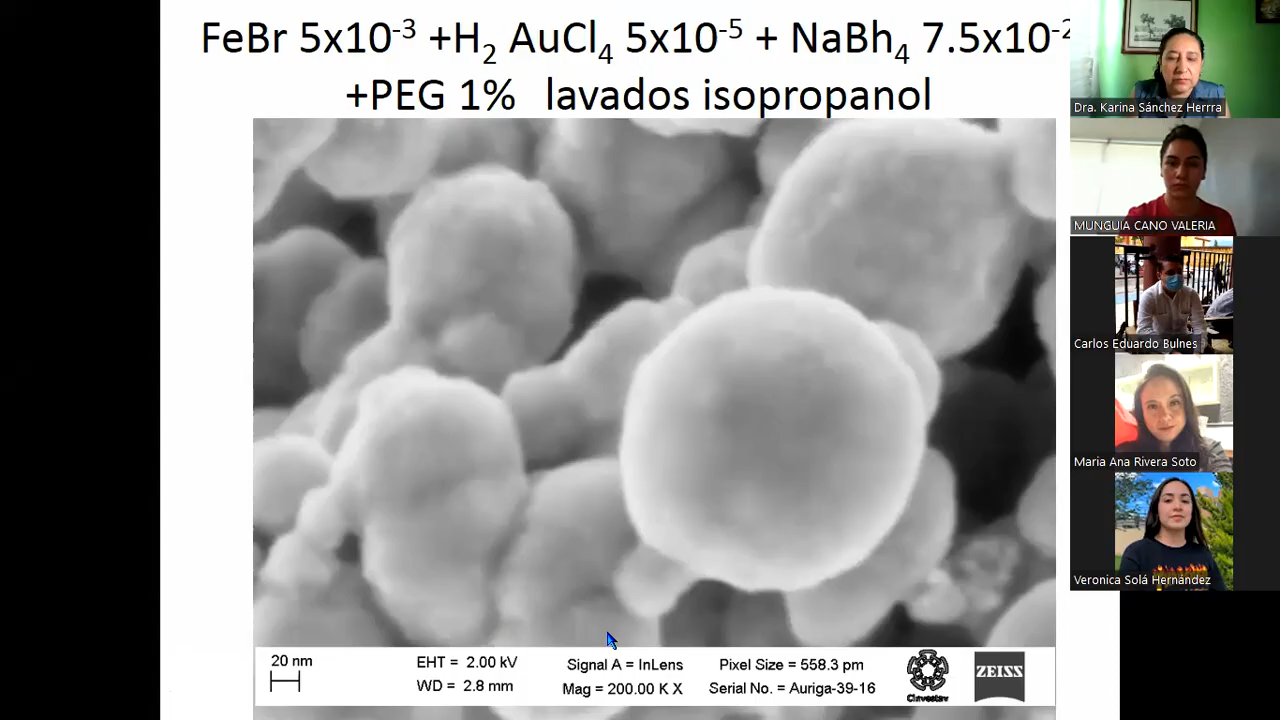 FeBr 5x10⁻³ +H₂ AuCl₄ 5x10⁻⁵ + NaBh₄ 7.5x10⁻²
+PEG 1% lavados isopropanol
Dra. Karina Sánchez Herrra
MUNGUIA CANO VALERIA
Carlos Eduardo Bulnes
Maria Ana Rivera Soto
Veronica Solá Hernández
20 nm
EHT = 2.00 kV
WD = 2.8 mm
Signal A = InLens
Mag = 200.00 K X
Pixel Size = 558.3 pm
Serial No. = Auriga-39-16
Cinvestav
ZEISS